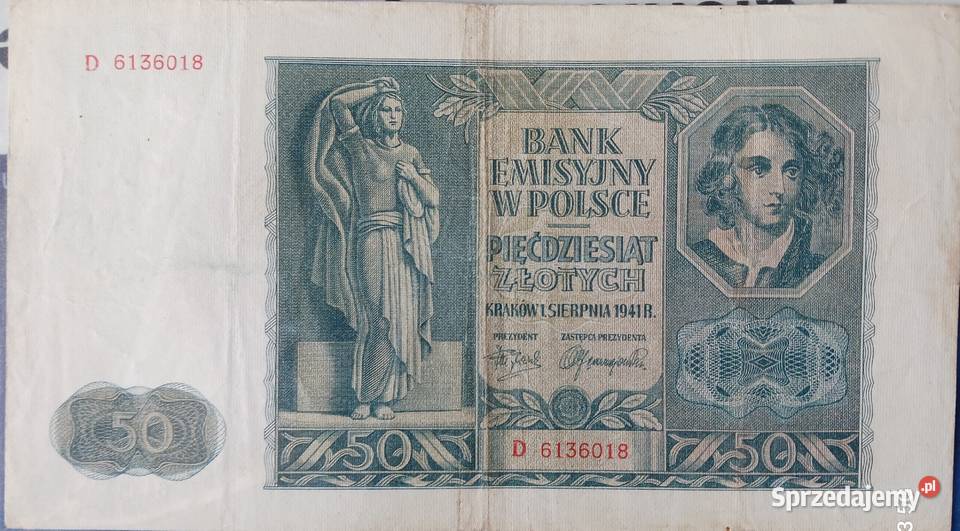 D 6136018
BANK
EMISYJNY
W POLSCE
PIĘĆDZIESIĄT
ZŁOTYCH
KRAKÓW 1. SIERPNIA 1941 R.
PREZYDENT ZASTĘPCA PREZYDENTA
50
50
D 6136018
50
Sprzedajemy.pl